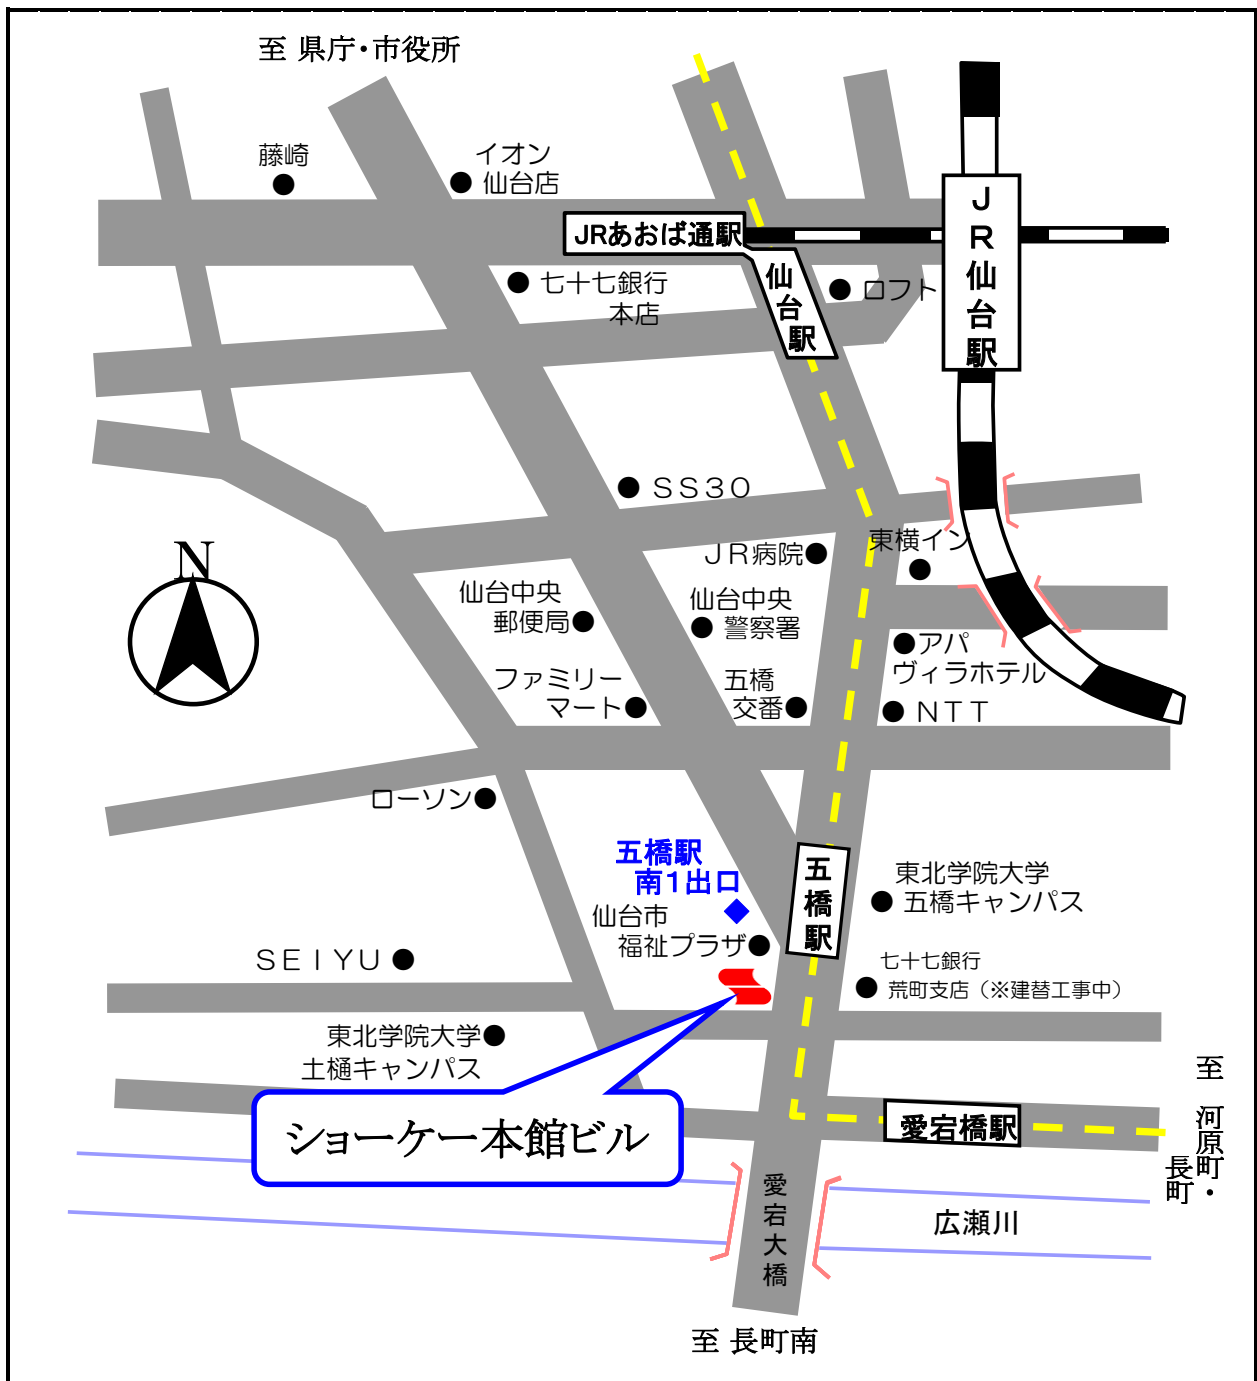 至 県庁・市役所
藤崎
イオン
仙台店
JRあおば通駅
JR仙台駅
仙台駅
七十七銀行
本店
ロフト
SS30
JR病院
東横イン
N
仙台中央
郵便局
仙台中央
警察署
アパ
ヴィラホテル
ファミリー
マート
五橋
交番
NTT
ローソン
五橋駅
南1出口
五橋駅
東北学院大学
五橋キャンパス
仙台市
福祉プラザ
SEIYU
七十七銀行
荒町支店（※建替工事中）
東北学院大学
土樋キャンパス
ショーケー本館ビル
愛宕橋駅
至 河原町・
長町
愛宕大橋
広瀬川
至 長町南